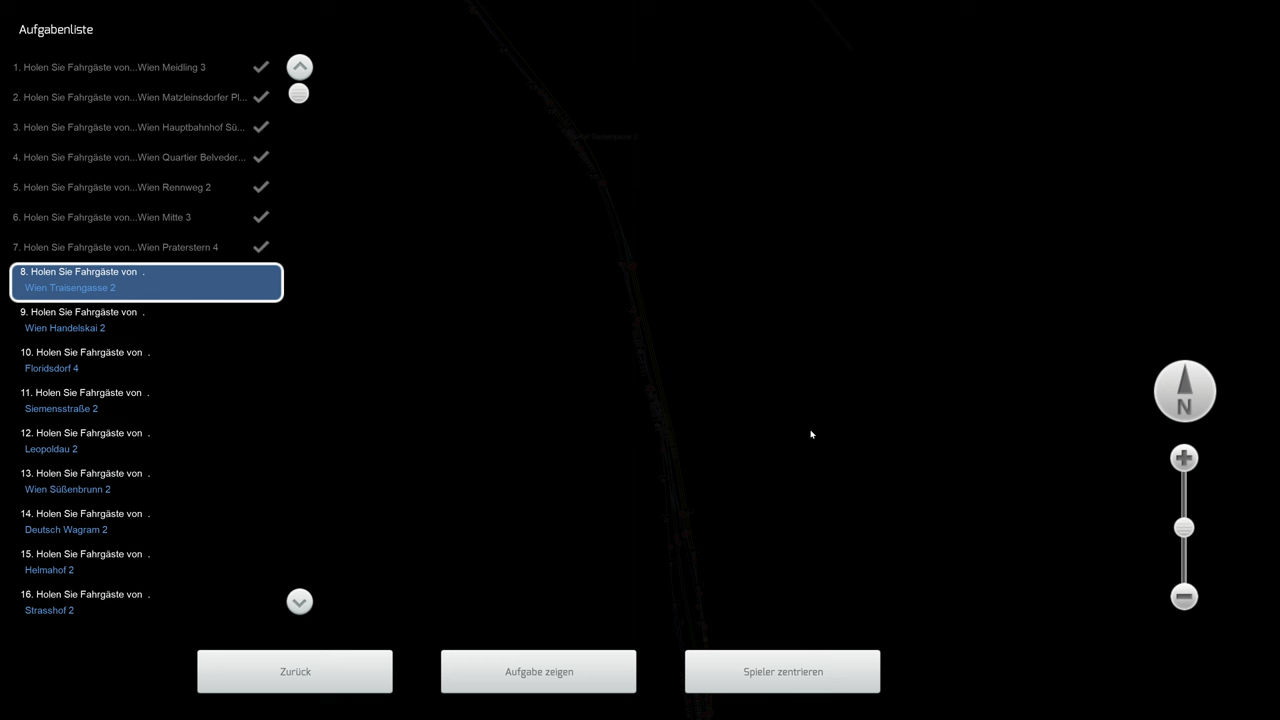 Aufgabenliste
1. Holen Sie Fahrgäste von...Wien Meidling 3
2. Holen Sie Fahrgäste von...Wien Matzleinsdorfer Pl...
3. Holen Sie Fahrgäste von...Wien Hauptbahnhof Sü...
4. Holen Sie Fahrgäste von...Wien Quartier Belveder...
5. Holen Sie Fahrgäste von...Wien Rennweg 2
6. Holen Sie Fahrgäste von...Wien Mitte 3
7. Holen Sie Fahrgäste von...Wien Praterstern 4
8. Holen Sie Fahrgäste von .
Wien Traisengasse 2
9. Holen Sie Fahrgäste von .
Wien Handelskai 2
10. Holen Sie Fahrgäste von .
Floridsdorf 4
11. Holen Sie Fahrgäste von .
Siemensstraße 2
12. Holen Sie Fahrgäste von .
Leopoldau 2
13. Holen Sie Fahrgäste von .
Wien Süßenbrunn 2
14. Holen Sie Fahrgäste von .
Deutsch Wagram 2
15. Holen Sie Fahrgäste von .
Helmahof 2
16. Holen Sie Fahrgäste von .
Strasshof 2
N
Zurück
Aufgabe zeigen
Spieler zentrieren